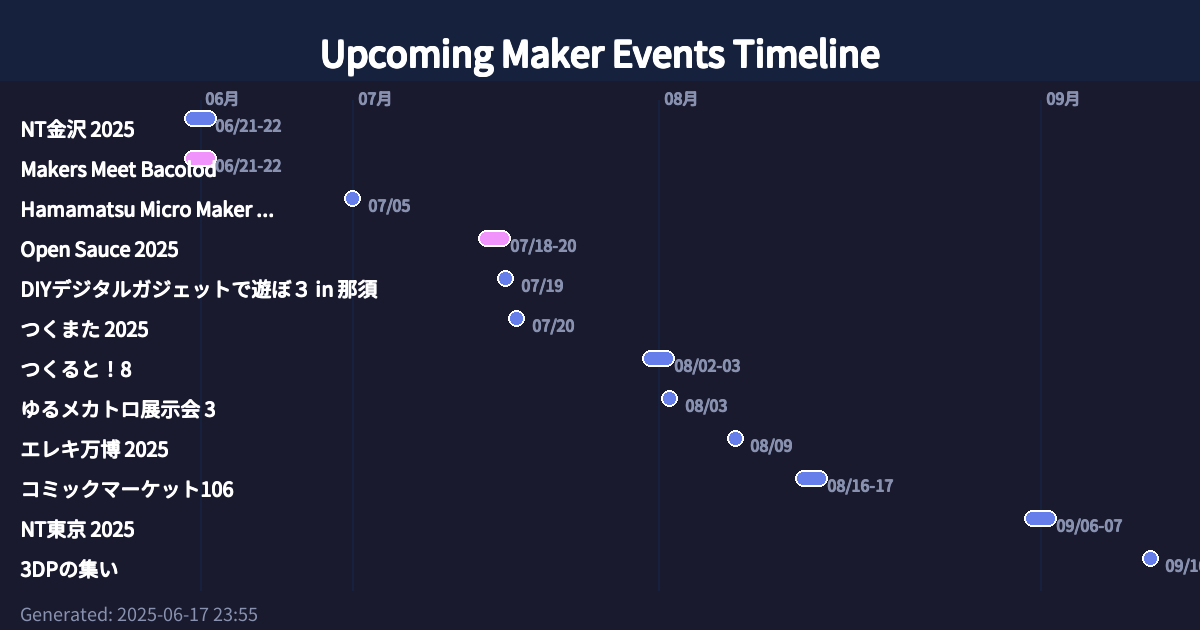 Upcoming Maker Events Timeline
06月 07月 08月 09月
NT金沢 2025 06/21-22
Makers Meet Bacolod 06/21-22
Hamamatsu Micro Maker ... 07/05
Open Sauce 2025 07/18-20
DIYデジタルガジェットで遊ぼ３ in 那須 07/19
つくまた 2025 07/20
つくると！8 08/02-03
ゆるメカトロ展示会 3 08/03
エレキ万博 2025 08/09
コミックマーケット106 08/16-17
NT東京 2025 09/06-07
3DPの集い
Generated: 2025-06-17 23:55